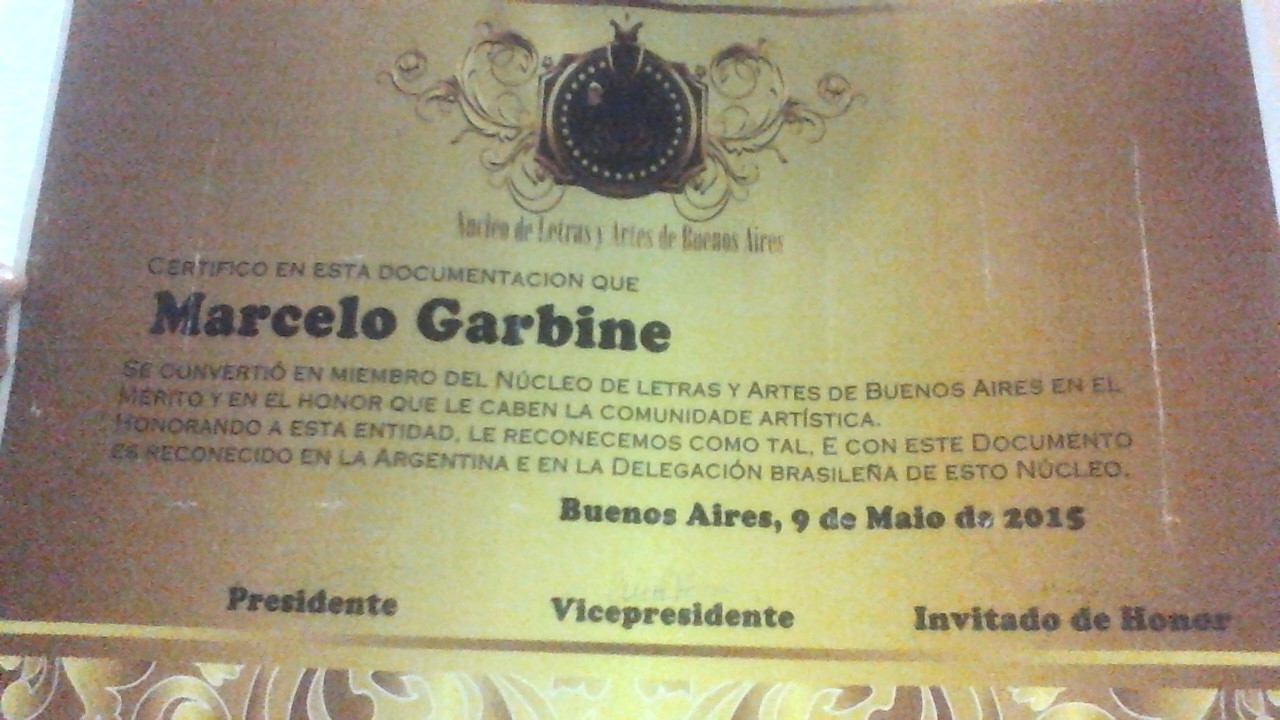 Núcleo de Letras y Artes de Buenos Aires
CERTIFICO EN ESTA DOCUMENTACION QUE
Marcelo Garbine
SE CONVERTIÓ EN MIEMBRO DEL NÚCLEO DE LETRAS Y ARTES DE BUENOS AIRES EN EL
MERITO Y EN EL HONOR QUE LE CABEN LA COMUNIDADE ARTÍSTICA.
HONORANDO A ESTA ENTIDAD, LE RECONECEMOS COMO TAL, E CON ESTE DOCUMENTO
ES RECONECIDO EN LA ARGENTINA E EN LA DELEGACIÓN BRASILEÑA DE ESTO NÚCLEO.
Buenos Aires, 9 de Maio de 2015
Presidente Vicepresidente Invitado de Honor